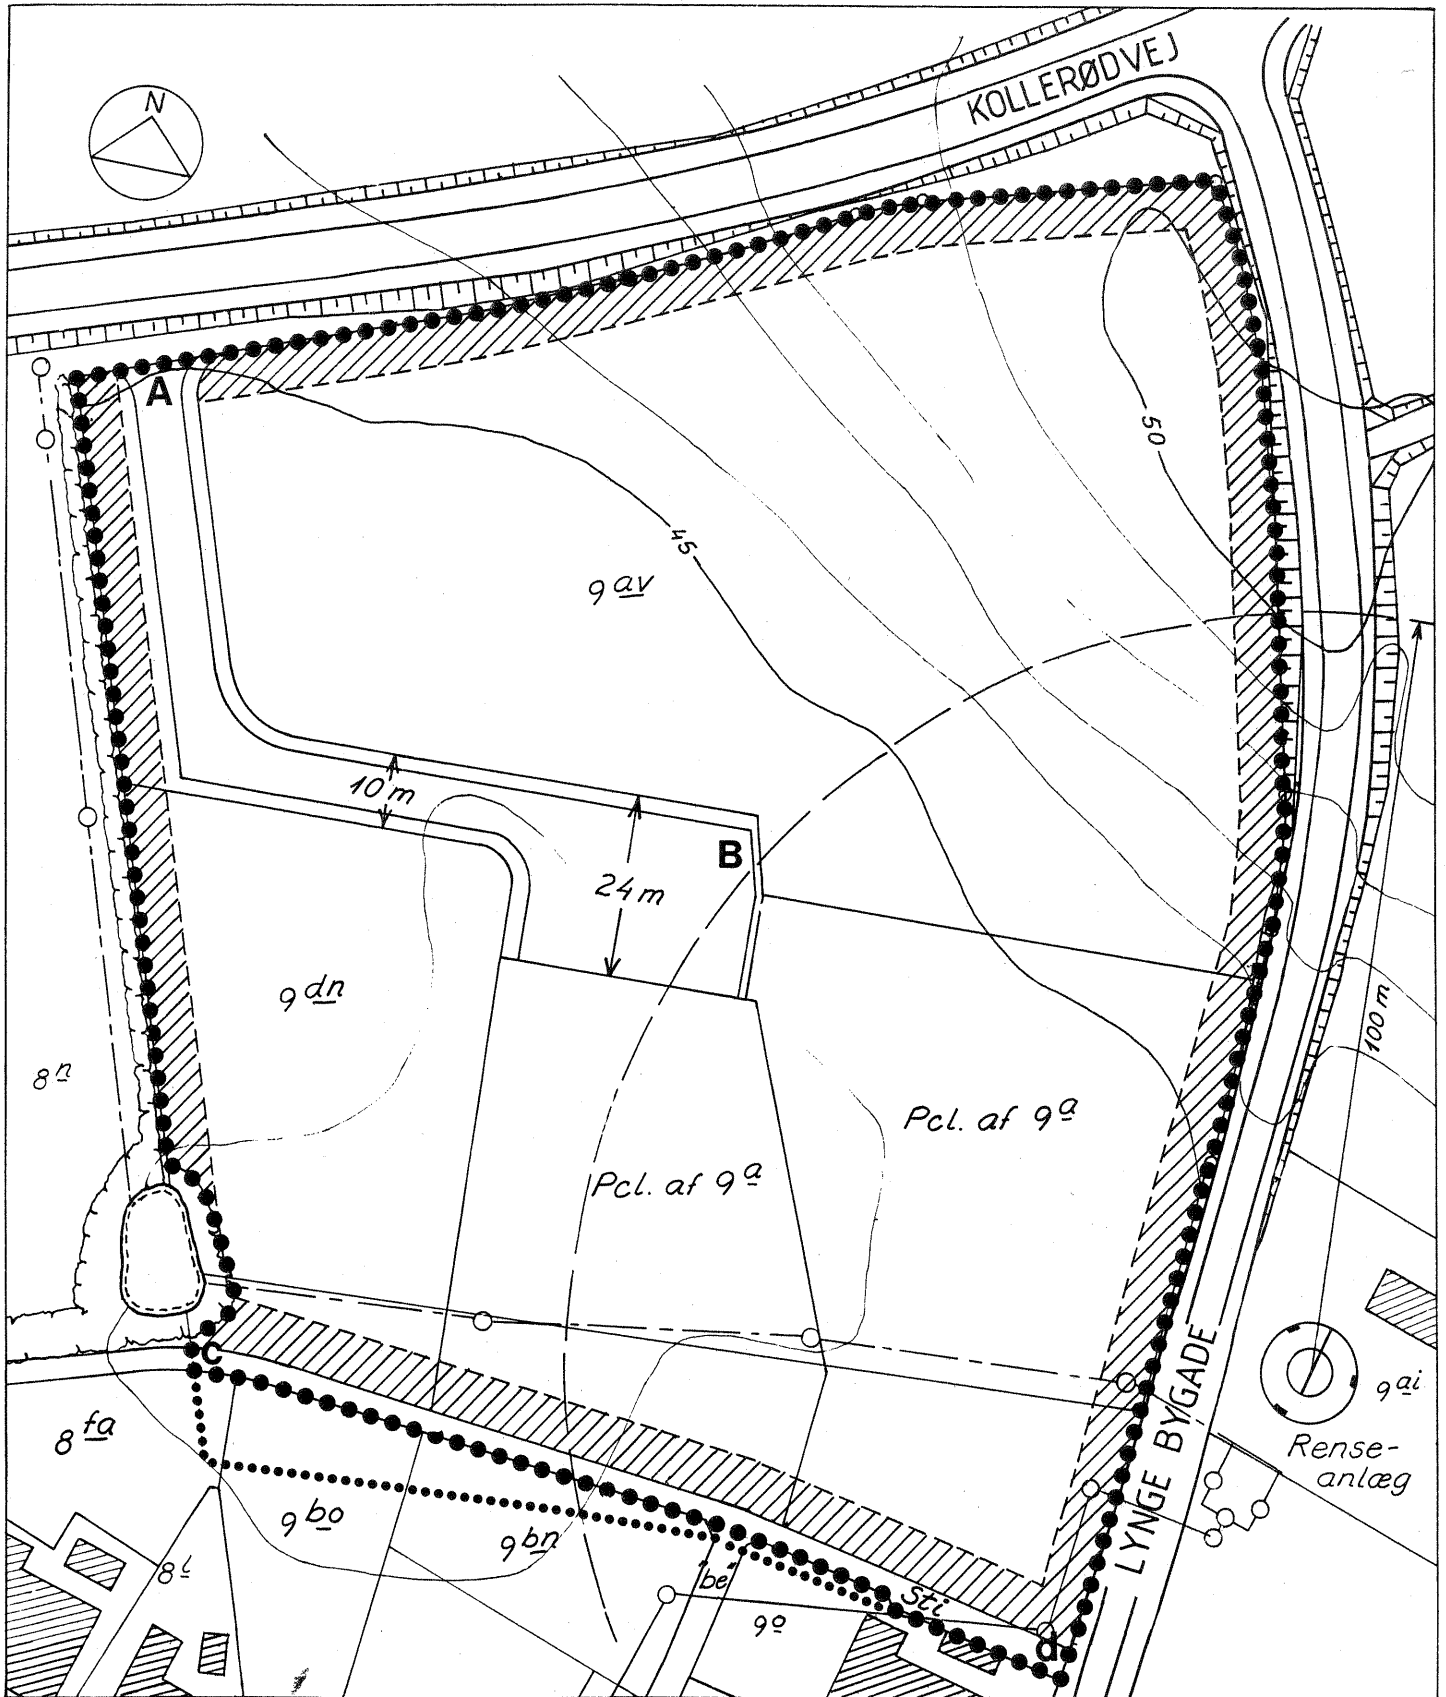 KOLLERØDVEJ
N
A
50
45
9 av
10 m
B
24 m
9 dn
100 m
8 n
Pcl. af 9 a
Pcl. af 9 a
C
LYNGE BYGADE
9 ai
8 fa
Rense-
anlæg
9 bo
9 bn
8 i
"be"
sti
9 o
d